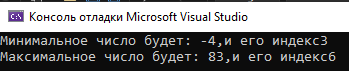 Консоль отладки Microsoft Visual Studio
Минимальное число будет: -4,и его индекс3
Максимальное число будет: 83,и его индекс6